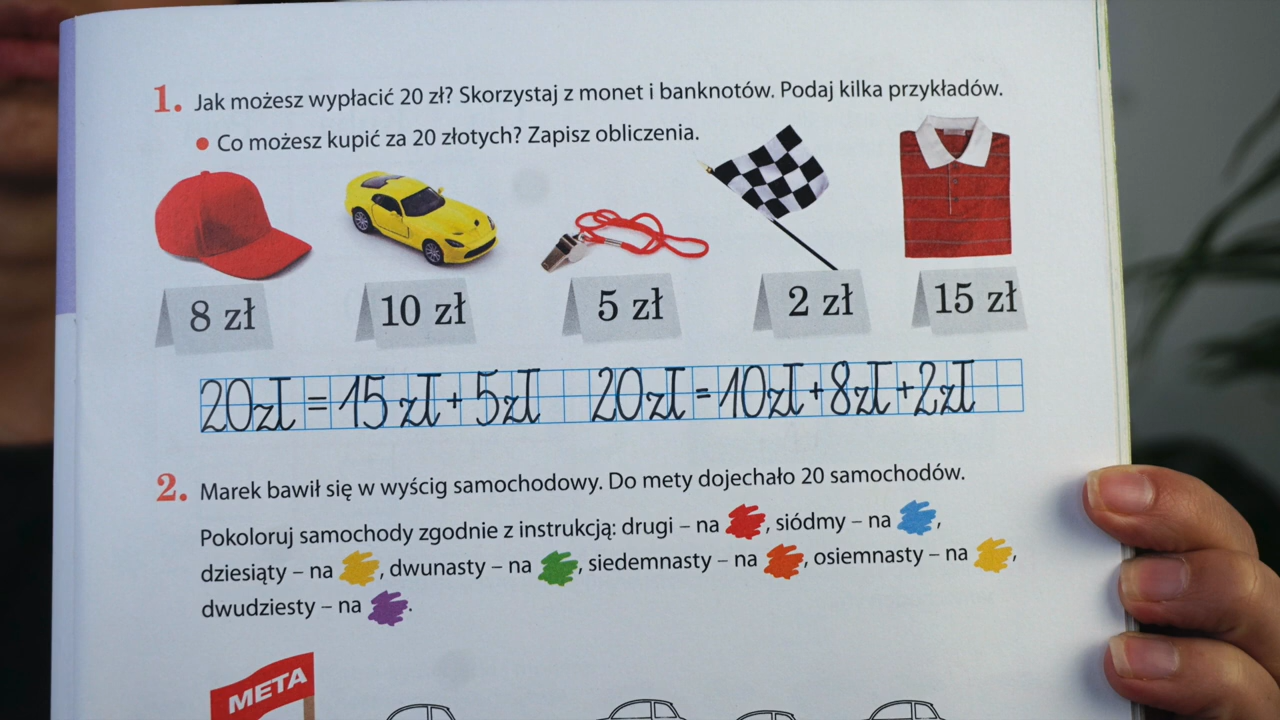 1. Jak możesz wypłacić 20 zł? Skorzystaj z monet i banknotów. Podaj kilka przykładów.
● Co możesz kupić za 20 złotych? Zapisz obliczenia.
8 zł 10 zł 5 zł 2 zł 15 zł
20zł = 15 zł + 5zł 20zł = 10zł + 8zł + 2zł
2. Marek bawił się w wyścig samochodowy. Do mety dojechało 20 samochodów.
Pokoloruj samochody zgodnie z instrukcją: drugi – na , siódmy – na ,
dziesiąty – na , dwunasty – na , siedemnasty – na , osiemnasty – na ,
dwudziesty – na .
META